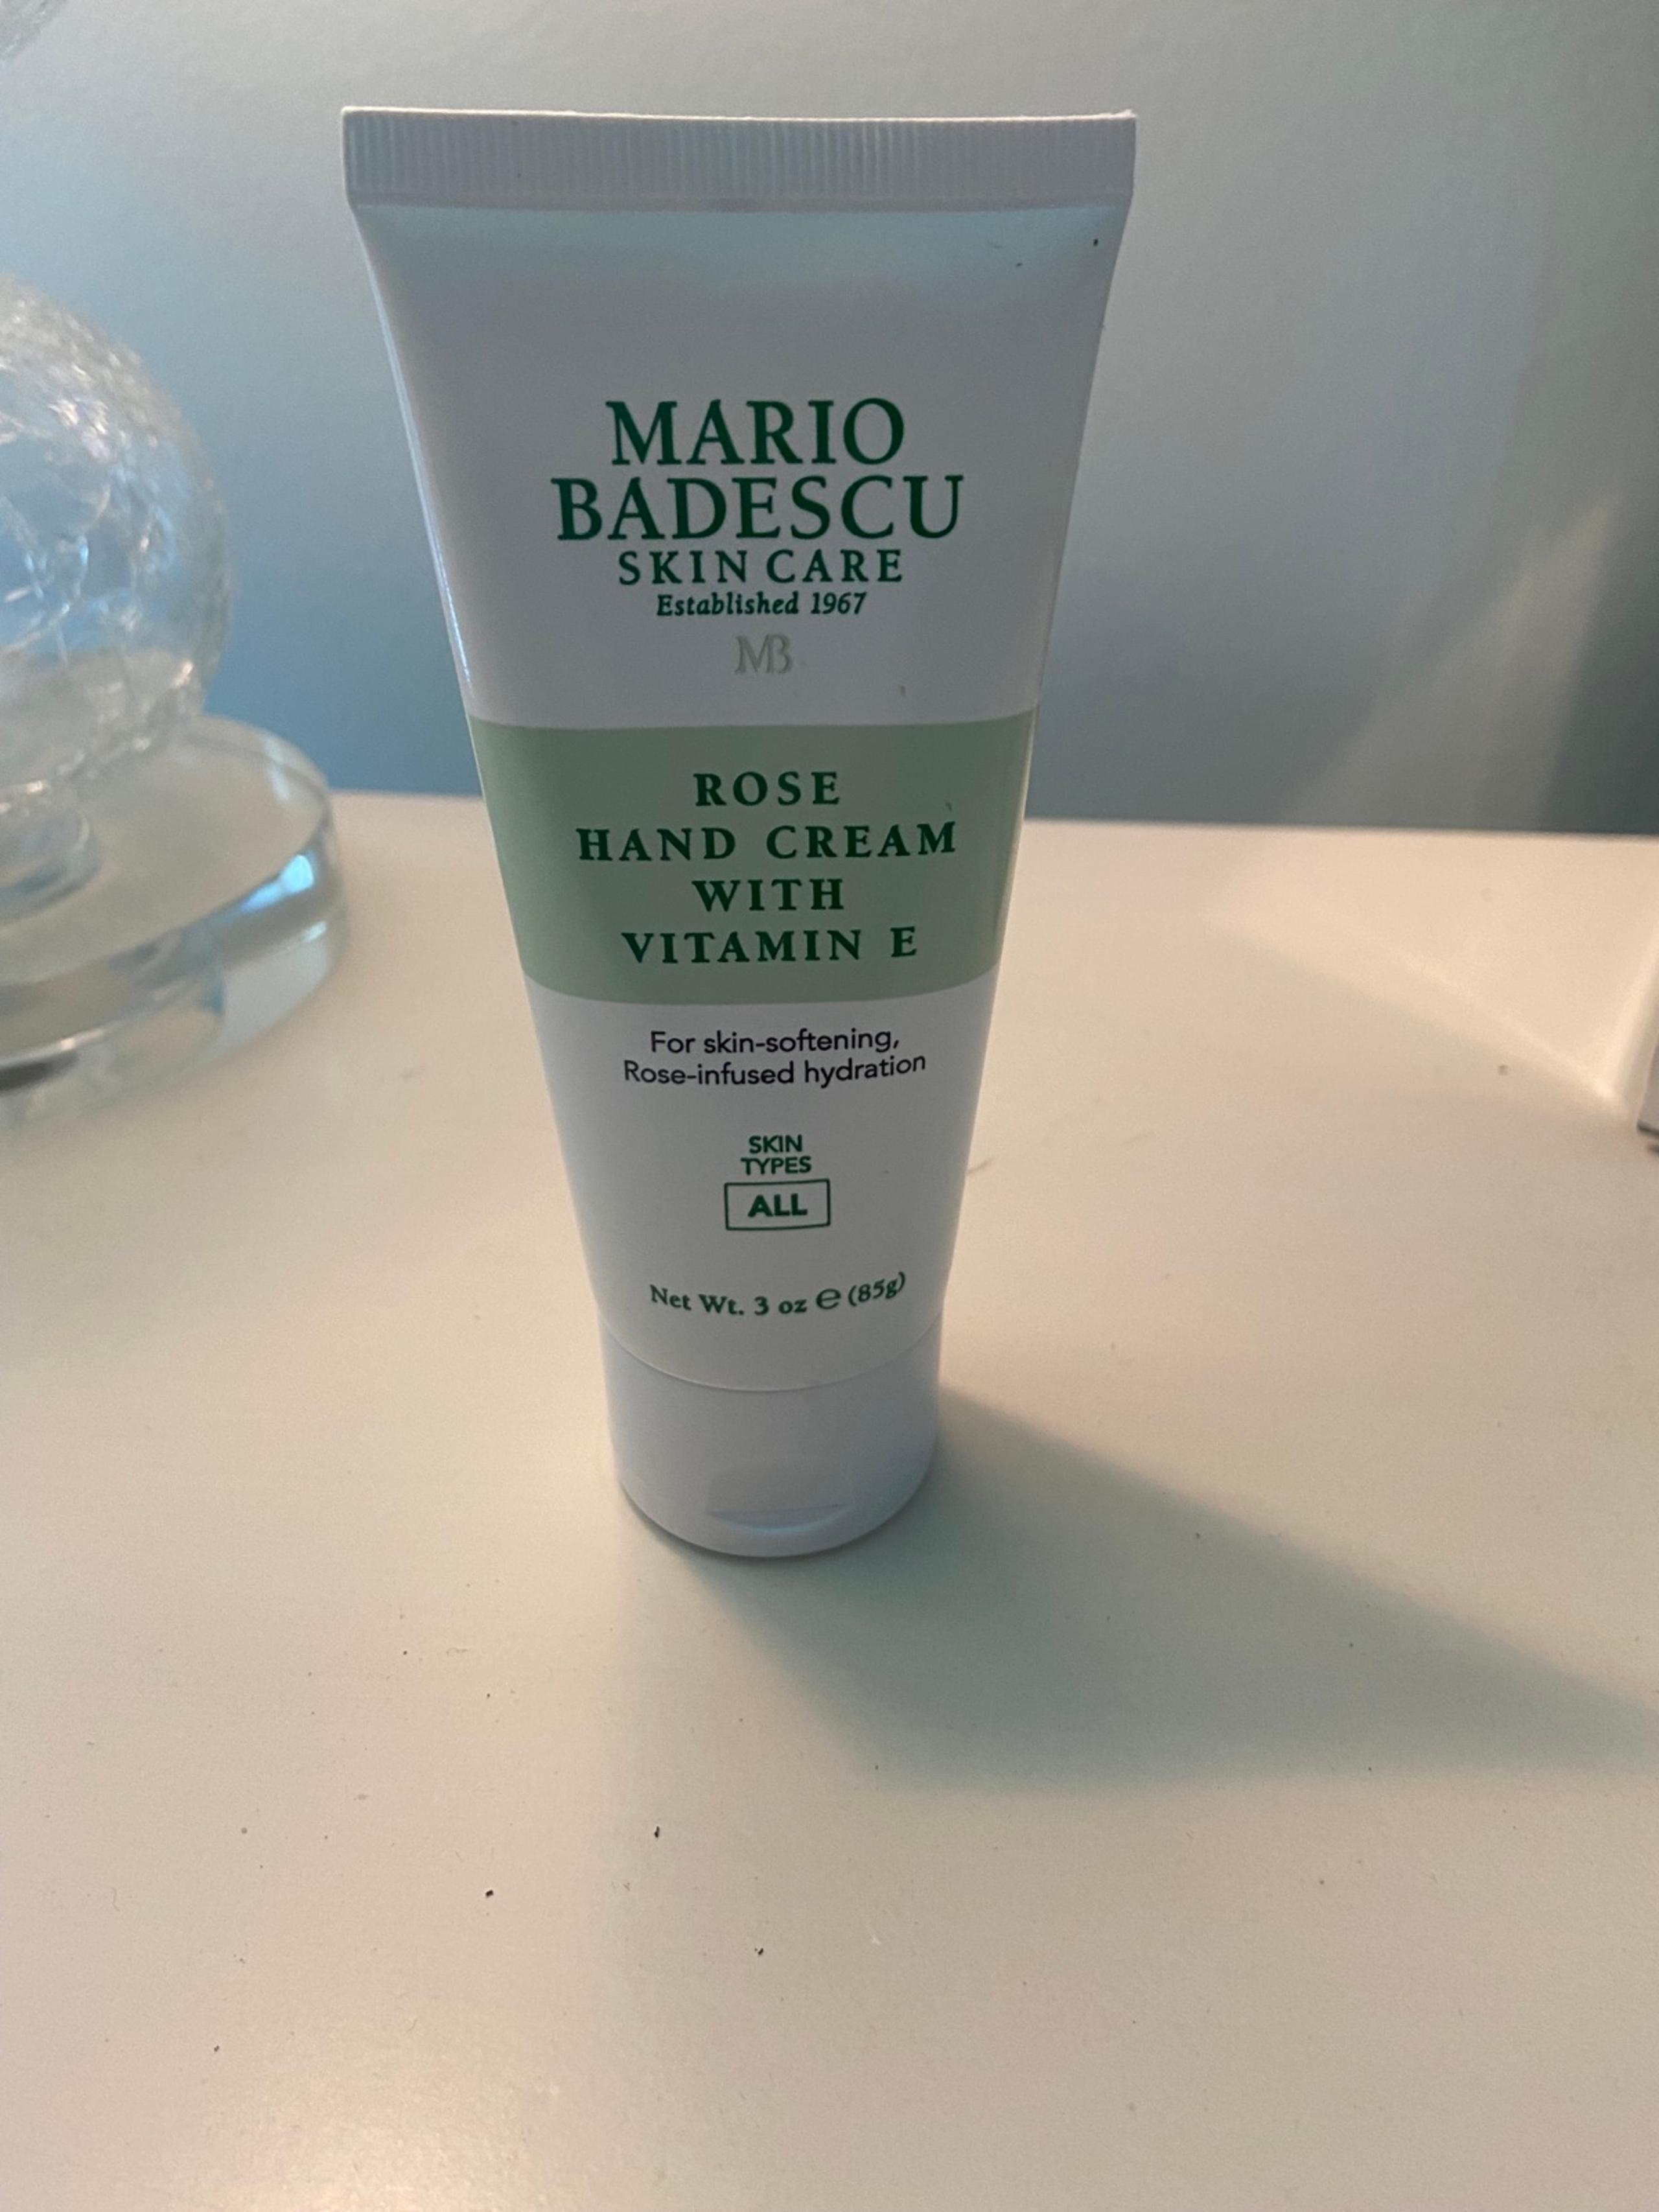 MARIO
BADESCU
SKIN CARE
Established 1967
MB
ROSE
HAND CREAM
WITH
VITAMIN E
For skin-softening,
Rose-infused hydration
SKIN
TYPES
ALL
Net Wt. 3 oz ℮ (85g)